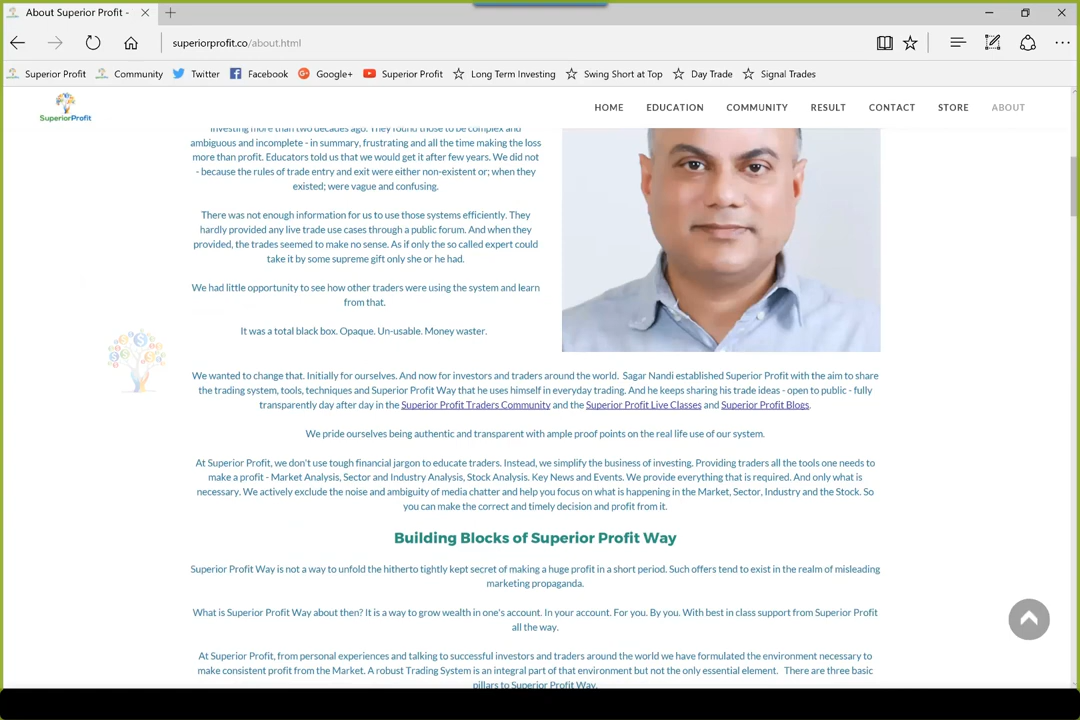 About Superior Profit -
superiorprofit.co/about.html
Superior Profit Community Twitter Facebook Google+ Superior Profit Long Term Investing Swing Short at Top Day Trade Signal Trades
SuperiorProfit
HOME EDUCATION COMMUNITY RESULT CONTACT STORE ABOUT
investing more than two decades ago. They found those to be complex and
ambiguous and incomplete - in summary, frustrating and all the time making the loss
more than profit. Educators told us that we would get it after few years. We did not
- because the rules of trade entry and exit were either non-existent or; when they
existed; were vague and confusing.
There was not enough information for us to use those systems efficiently. They
hardly provided any live trade use cases through a public forum. And when they
provided, the trades seemed to make no sense. As if only the so called expert could
take it by some supreme gift only she or he had.
We had little opportunity to see how other traders were using the system and learn
from that.
It was a total black box. Opaque. Un-usable. Money waster.
We wanted to change that. Initially for ourselves. And now for investors and traders around the world. Sagar Nandi established Superior Profit with the aim to share
the trading system, tools, techniques and Superior Profit Way that he uses himself in everyday trading. And he keeps sharing his trade ideas - open to public - fully
transparently day after day in the Superior Profit Traders Community and the Superior Profit Live Classes and Superior Profit Blogs.
We pride ourselves being authentic and transparent with ample proof points on the real life use of our system.
At Superior Profit, we don't use tough financial jargon to educate traders. Instead, we simplify the business of investing. Providing traders all the tools one needs to
make a profit - Market Analysis, Sector and Industry Analysis, Stock Analysis. Key News and Events. We provide everything that is required. And only what is
necessary. We actively exclude the noise and ambiguity of media chatter and help you focus on what is happening in the Market, Sector, Industry and the Stock. So
you can make the correct and timely decision and profit from it.
Building Blocks of Superior Profit Way
Superior Profit Way is not a way to unfold the hitherto tightly kept secret of making a huge profit in a short period. Such offers tend to exist in the realm of misleading
marketing propaganda.
What is Superior Profit Way about then? It is a way to grow wealth in one's account. In your account. For you. By you. With best in class support from Superior Profit
all the way.
At Superior Profit, from personal experiences and talking to successful investors and traders around the world we have formulated the environment necessary to
make consistent profit from the Market. A robust Trading System is an integral part of that environment but not the only essential element. There are three basic
pillars to Superior Profit Way.